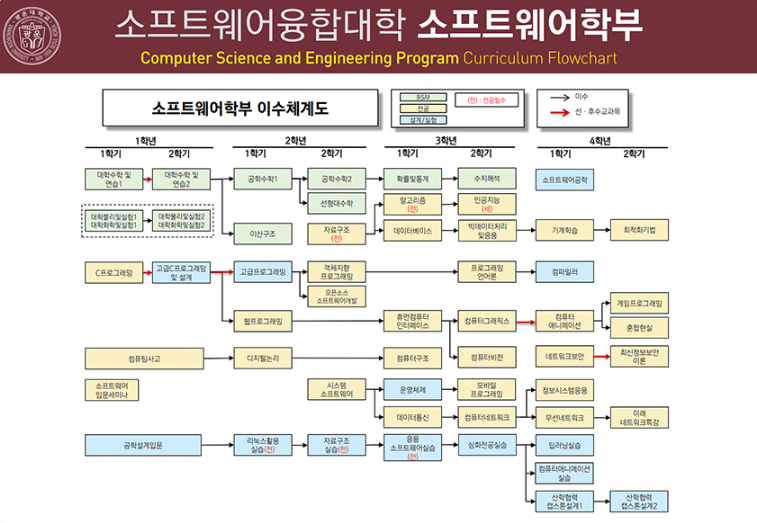 소프트웨어융합대학 소프트웨어학부
Computer Science and Engineering Program Curriculum Flowchart
광운
소프트웨어학부 이수체계도
BSM
전공
설계/실험
(전) : 전공필수
이수
선 · 후수교과목
1학년
2학년
3학년
4학년
1학기
2학기
1학기
2학기
1학기
2학기
1학기
2학기
대학수학 및
연습1
대학수학 및
연습2
공학수학1
공학수학2
확률및통계
수치해석
소프트웨어공학
선형대수학
대학물리및실험1
대학화학및실험1
대학물리및실험2
대학화학및실험2
이산구조
자료구조
(전)
알고리즘
(전)
인공지능
데이터베이스
빅데이터처리
및응용
기계학습
최적화기법
C프로그래밍
고급C프로그래밍
및 설계
고급프로그래밍
객체지향
프로그래밍
프로그래밍
언어론
컴파일러
오픈소스
소프트웨어개발
웹프로그래밍
휴먼컴퓨터
인터페이스
컴퓨터그래픽스
컴퓨터
애니메이션
게임프로그래밍
혼합현실
컴퓨팅사고
디지털논리
컴퓨터구조
컴퓨터비전
네트워크보안
최신정보보안
이론
소프트웨어
입문세미나
시스템
소프트웨어
운영체제
모바일
프로그래밍
정보시스템응용
데이터통신
컴퓨터네트워크
무선네트워크
미래
네트워크특강
공학설계입문
리눅스활용
실습(전)
자료구조
실습(전)
응용
소프트웨어실습
(전)
심화전공실습
딥러닝실습
컴퓨터애니메이션
실습
산학협력
캡스톤설계1
산학협력
캡스톤설계2